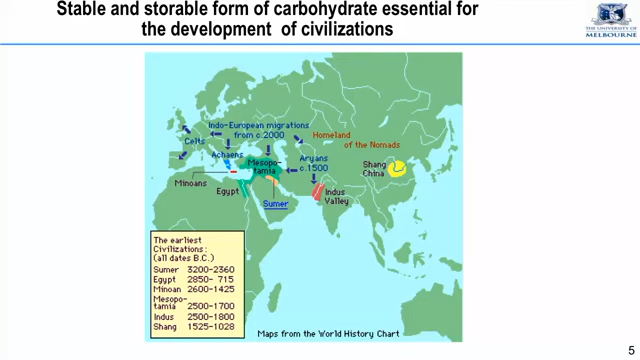 Stable and storable form of carbohydrate essential for
the development of civilizations
THE UNIVERSITY OF
MELBOURNE
Indo-European migrations
from c.2000
Celts
Homeland
of the Nomads
Achaens
Mesopo-
tamia
Aryans
c.1500
Shang
China
Minoans
Egypt
Sumer
Indus
Valley
The earliest
Civilizations:
(all dates B.C.)
Sumer 3200-2360
Egypt 2850- 715
Minoan 2600-1425
Mesopo-
tamia 2500-1700
Indus 2500-1800
Shang 1525-1028
Maps from the World History Chart
5